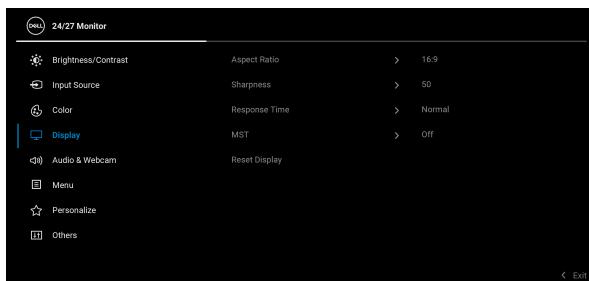 DELL 24/27 Monitor
Brightness/Contrast Aspect Ratio > 16:9
Input Source Sharpness > 50
Color Response Time > Normal
Display MST > Off
Audio & Webcam Reset Display
Menu
Personalize
Others
< Exit